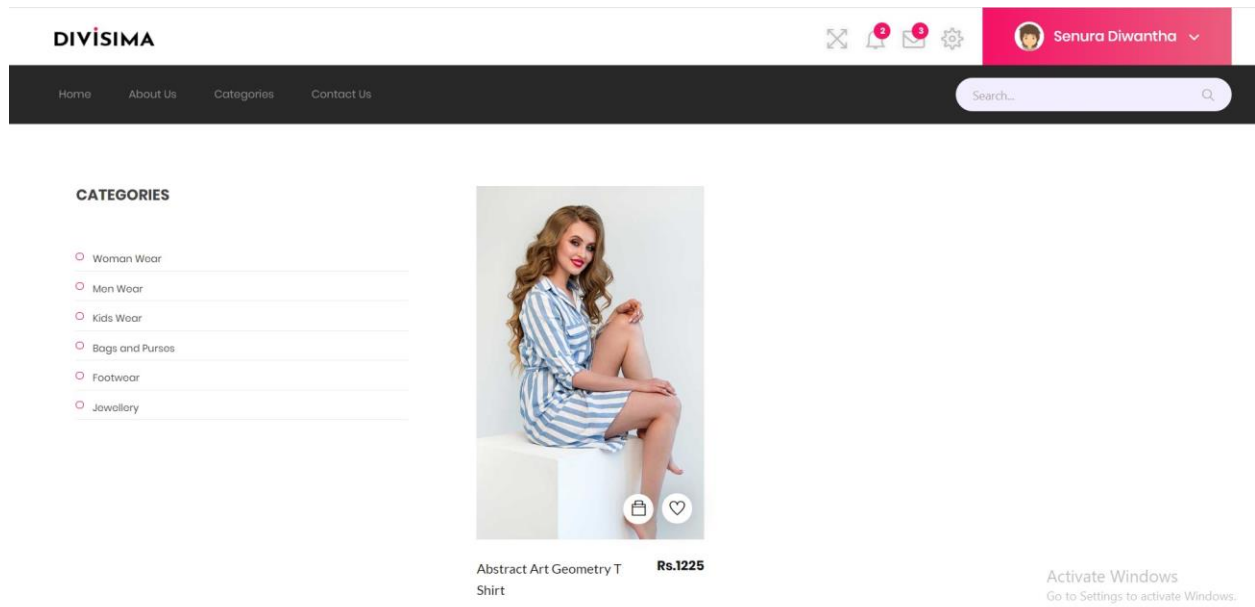 DIVISIMA
2
3
Senura Diwantha
Home About Us Categories Contact Us
Search...
CATEGORIES
Woman Wear
Men Wear
Kids Wear
Bags and Purses
Footwear
Jewellery
Abstract Art Geometry T Rs.1225
Shirt
Activate Windows
Go to Settings to activate Windows.